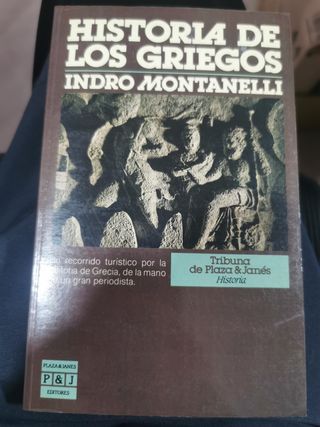 HISTORIA DE
LOS GRIEGOS
INDRO MONTANELLI
recorrido turístico por la
de Grecia, de la mano
un gran periodista.
Tribuna
de Plaza & Janés
Historia
PLAZA & JANES
P & J
EDITORES